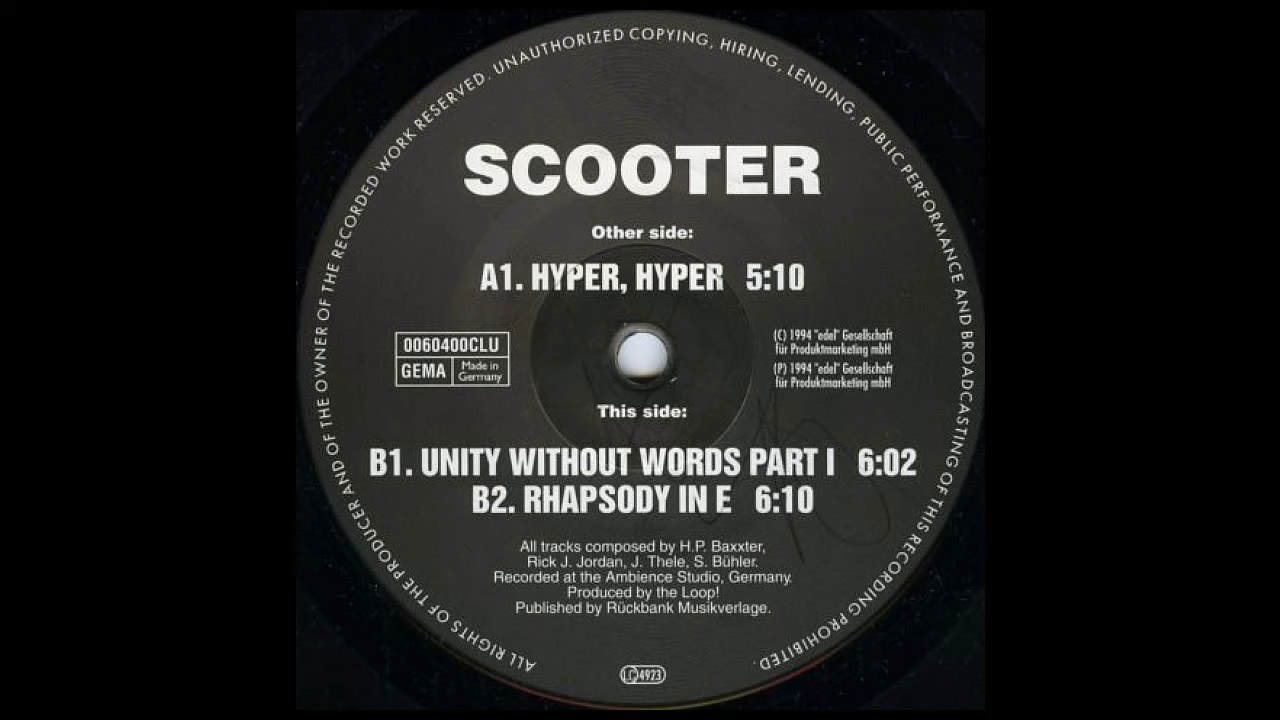 ALL RIGHTS OF THE PRODUCER AND OF THE OWNER OF THE RECORDED WORK RESERVED. UNAUTHORIZED COPYING, HIRING, LENDING, PUBLIC PERFORMANCE AND BROADCASTING OF THIS RECORDING PROHIBITED.
SCOOTER
Other side:
A1. HYPER, HYPER 5:10
0060400CLU
GEMA
Made in
Germany
(C) 1994 "edel" Gesellschaft
für Produktmarketing mbH
(P) 1994 "edel" Gesellschaft
für Produktmarketing mbH
This side:
B1. UNITY WITHOUT WORDS PART I 6:02
B2. RHAPSODY IN E 6:10
All tracks composed by H.P. Baxxter,
Rick J. Jordan, J. Thele, S. Bühler.
Recorded at the Ambience Studio, Germany.
Produced by the Loop!
Published by Rückbank Musikverlage.
LC 4923